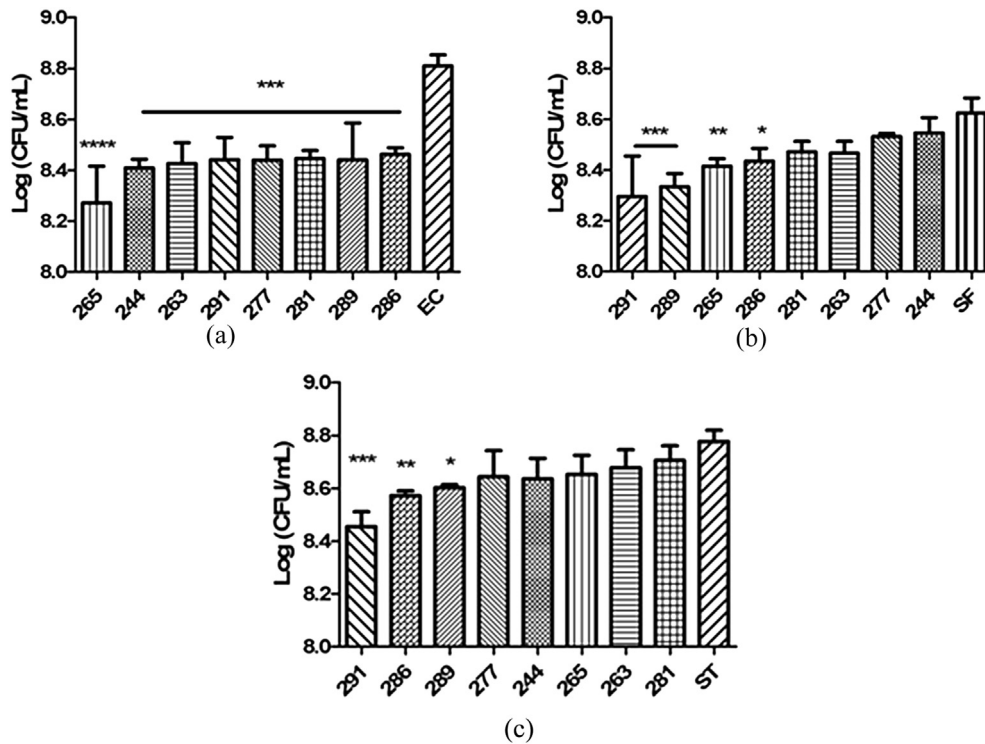 9.0
8.8
8.6
8.4
8.2
8.0
Log (CFU/mL)
****
***
265 244 263 291 277 281 289 286 EC
(a)
9.0
8.8
8.6
8.4
8.2
8.0
Log (CFU/mL)
*** ** *
291 289 265 286 281 263 277 244 SF
(b)
9.0
8.8
8.6
8.4
8.2
8.0
Log (CFU/mL)
*** ** *
291 286 289 277 244 265 263 281 ST
(c)